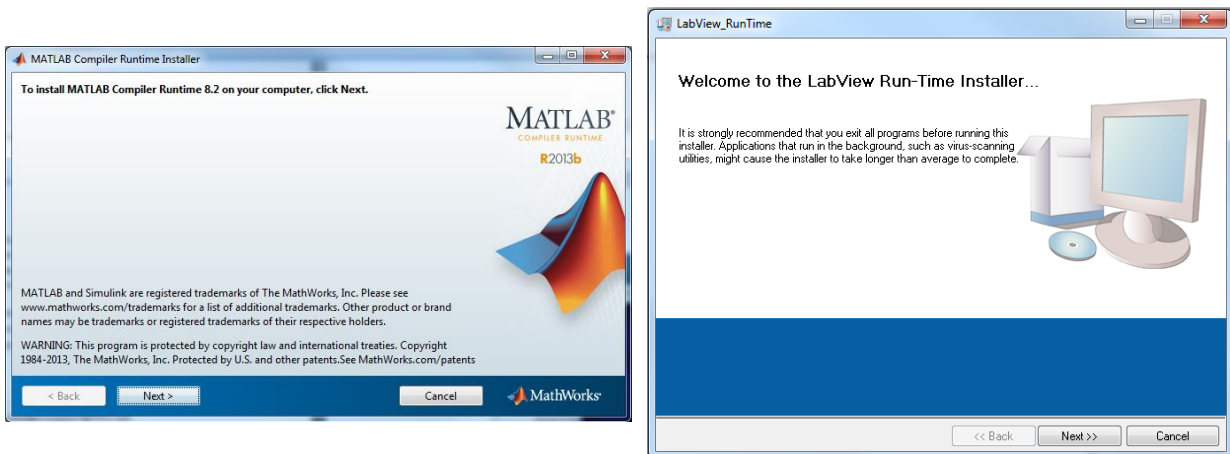 MATLAB Compiler Runtime Installer
To install MATLAB Compiler Runtime 8.2 on your computer, click Next.
MATLAB®
COMPILER RUNTIME
R2013b
MATLAB and Simulink are registered trademarks of The MathWorks, Inc. Please see
www.mathworks.com/trademarks for a list of additional trademarks. Other product or brand
names may be trademarks or registered trademarks of their respective holders.
WARNING: This program is protected by copyright law and international treaties. Copyright
1984-2013, The MathWorks, Inc. Protected by U.S. and other patents.See MathWorks.com/patents
< Back
Next >
Cancel
MathWorks®
LabView_RunTime
Welcome to the LabView Run-Time Installer...
It is strongly recommended that you exit all programs before running this
installer. Applications that run in the background, such as virus-scanning
utilities, might cause the installer to take longer than average to complete.
<< Back
Next >>
Cancel